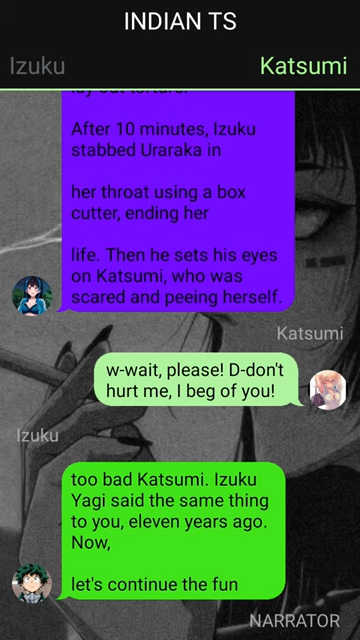 INDIAN TS
Izuku
Katsumi
lay out torture.
After 10 minutes, Izuku
stabbed Uraraka in
her throat using a box
cutter, ending her
life. Then he sets his eyes
on Katsumi, who was
scared and peeing herself.
Katsumi
w-wait, please! D-don't
hurt me, I beg of you!
Izuku
too bad Katsumi. Izuku
Yagi said the same thing
to you, eleven years ago.
Now,
let's continue the fun
NARRATOR